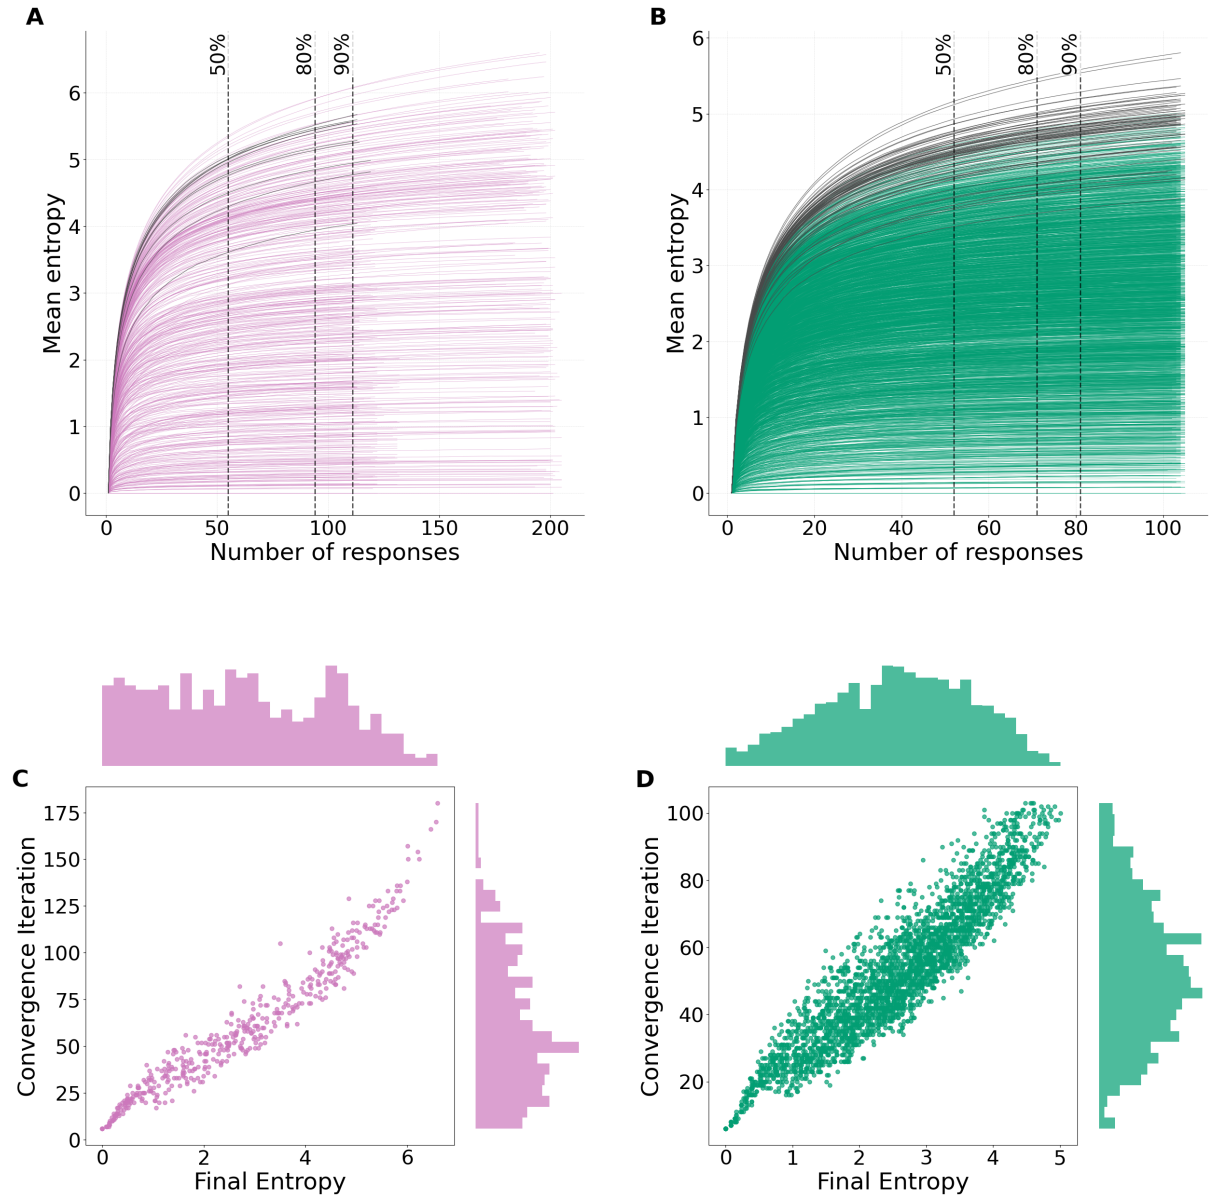 A
50%
80%
90%
6
5
4
3
2
1
0
Mean entropy
0 50 100 150 200
Number of responses
B
50%
80%
90%
6
5
4
3
2
1
0
Mean entropy
0 20 40 60 80 100
Number of responses
C
175
150
125
100
75
50
25
0
Convergence Iteration
0 2 4 6
Final Entropy
D
100
80
60
40
20
Convergence Iteration
0 1 2 3 4 5
Final Entropy